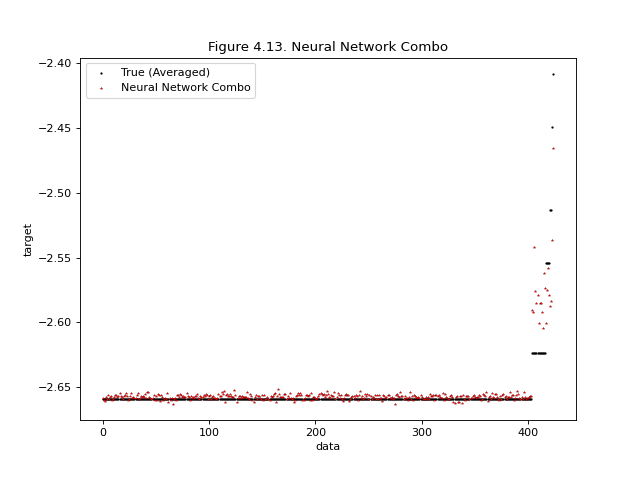 Figure 4.13. Neural Network Combo
True (Averaged)
Neural Network Combo
target
−2.40
−2.45
−2.50
−2.55
−2.60
−2.65
0 100 200 300 400
data